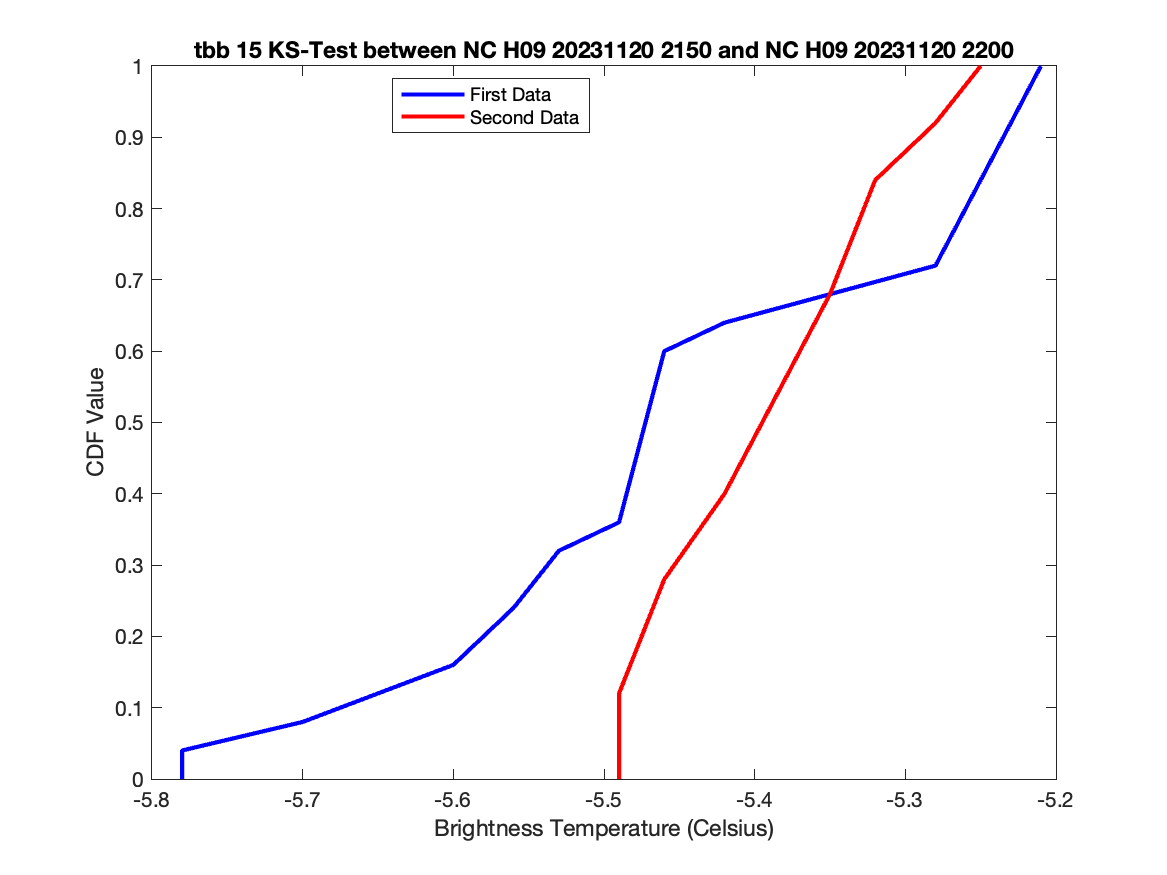 tbb 15 KS-Test between NC H09 20231120 2150 and NC H09 20231120 2200
1
0.9
0.8
0.7
0.6
0.5
0.4
0.3
0.2
0.1
0
CDF Value
First Data
Second Data
-5.8 -5.7 -5.6 -5.5 -5.4 -5.3 -5.2
Brightness Temperature (Celsius)